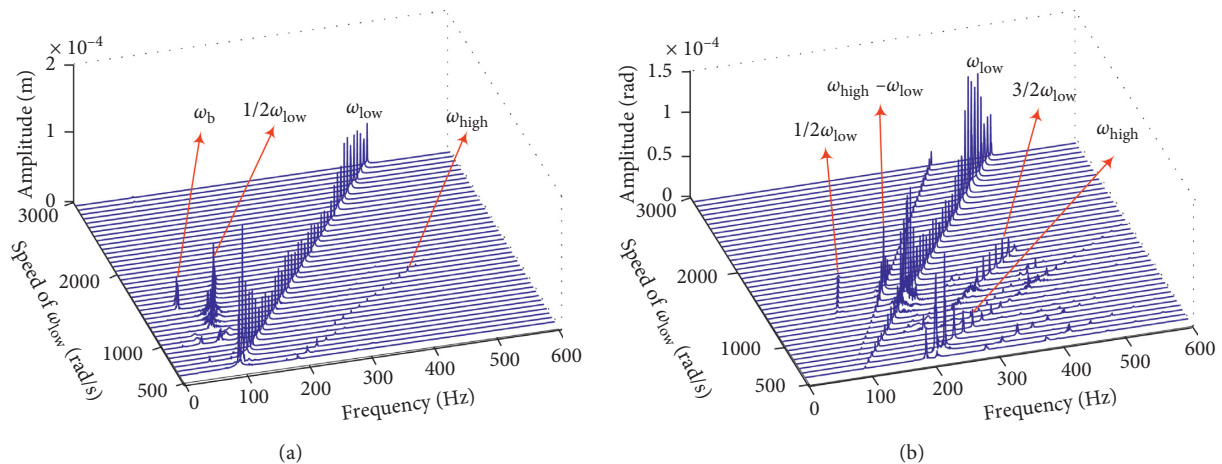 × 10⁻⁴
2
1
0
Amplitude (m)
3000
2000
1000
500
Speed of ω_low (rad/s)
0
100
200
300
400
500
600
Frequency (Hz)
ω_b
1/2ω_low
ω_low
ω_high
(a)
× 10⁻⁴
1.5
1
0.5
0
Amplitude (rad)
3000
2000
1000
500
Speed of ω_low (rad/s)
0
100
200
300
400
500
600
Frequency (Hz)
1/2ω_low
ω_high −ω_low
ω_low
3/2ω_low
ω_high
(b)